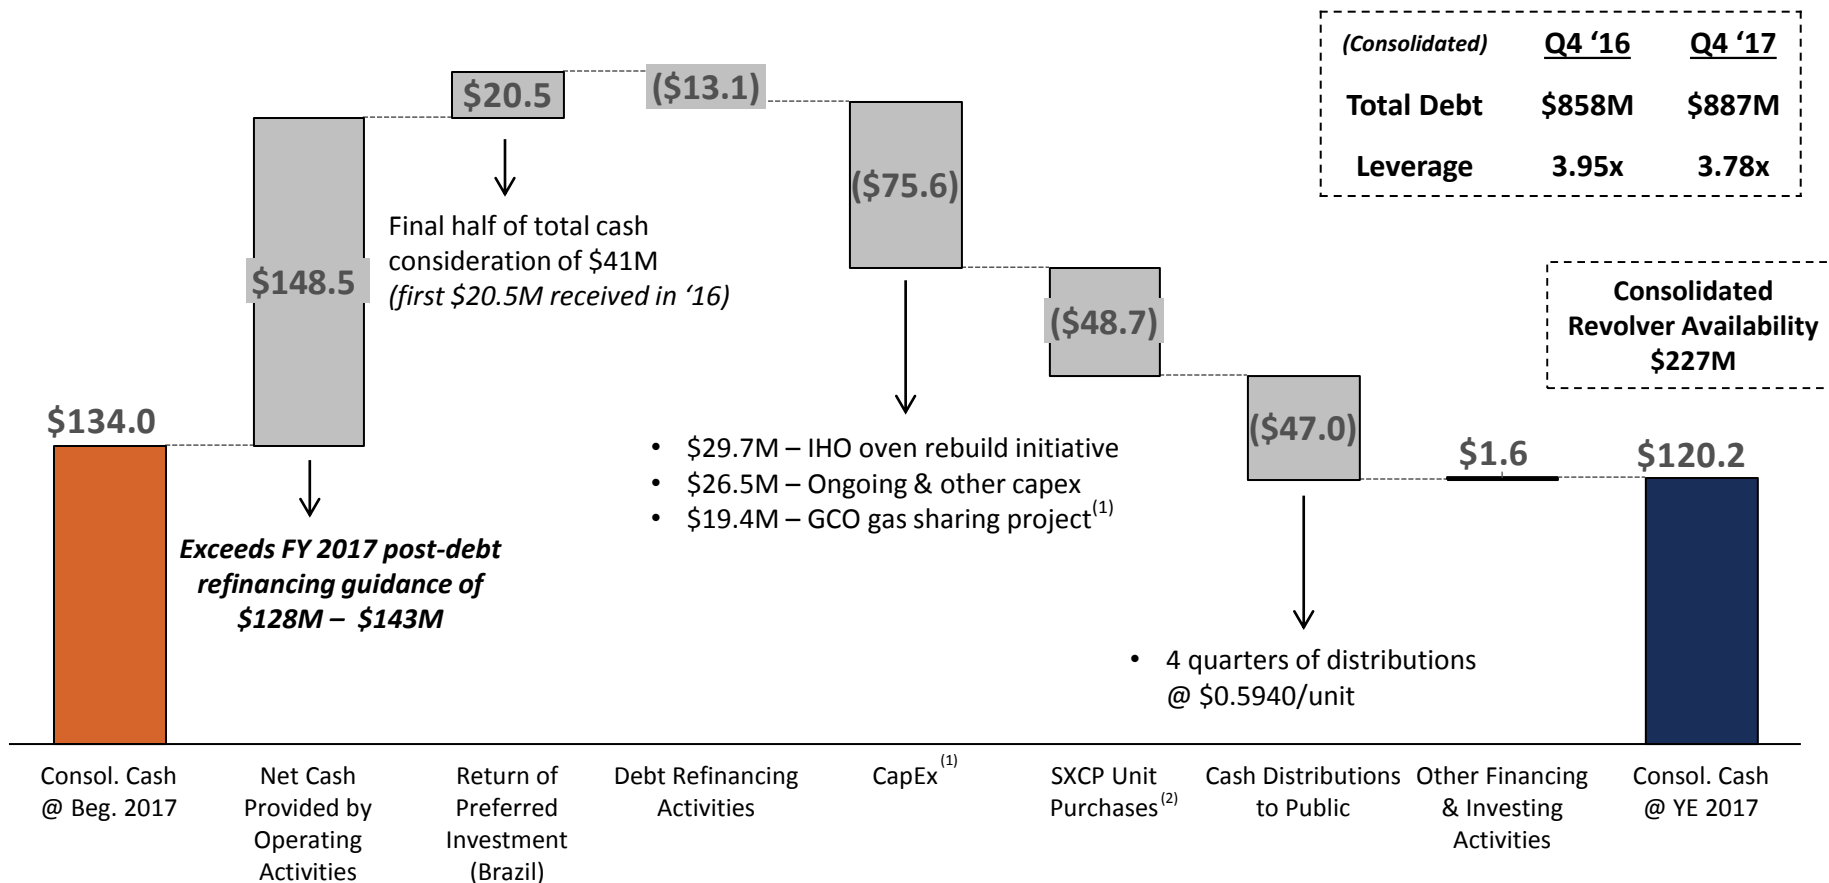 (Consolidated) Q4 ‘16 Q4 ‘17
Total Debt $858M $887M
Leverage 3.95x 3.78x
Consolidated
Revolver Availability
$227M
$134.0
$148.5
$20.5
($13.1)
($75.6)
($48.7)
($47.0)
$1.6
$120.2
Final half of total cash
consideration of $41M
(first $20.5M received in ‘16)
Exceeds FY 2017 post-debt
refinancing guidance of
$128M – $143M
• $29.7M – IHO oven rebuild initiative
• $26.5M – Ongoing & other capex
• $19.4M – GCO gas sharing project(1)
• 4 quarters of distributions
@ $0.5940/unit
Consol. Cash
@ Beg. 2017
Net Cash
Provided by
Operating
Activities
Return of
Preferred
Investment
(Brazil)
Debt Refinancing
Activities
CapEx(1)
SXCP Unit
Purchases(2)
Cash Distributions
to Public
Other Financing
& Investing
Activities
Consol. Cash
@ YE 2017